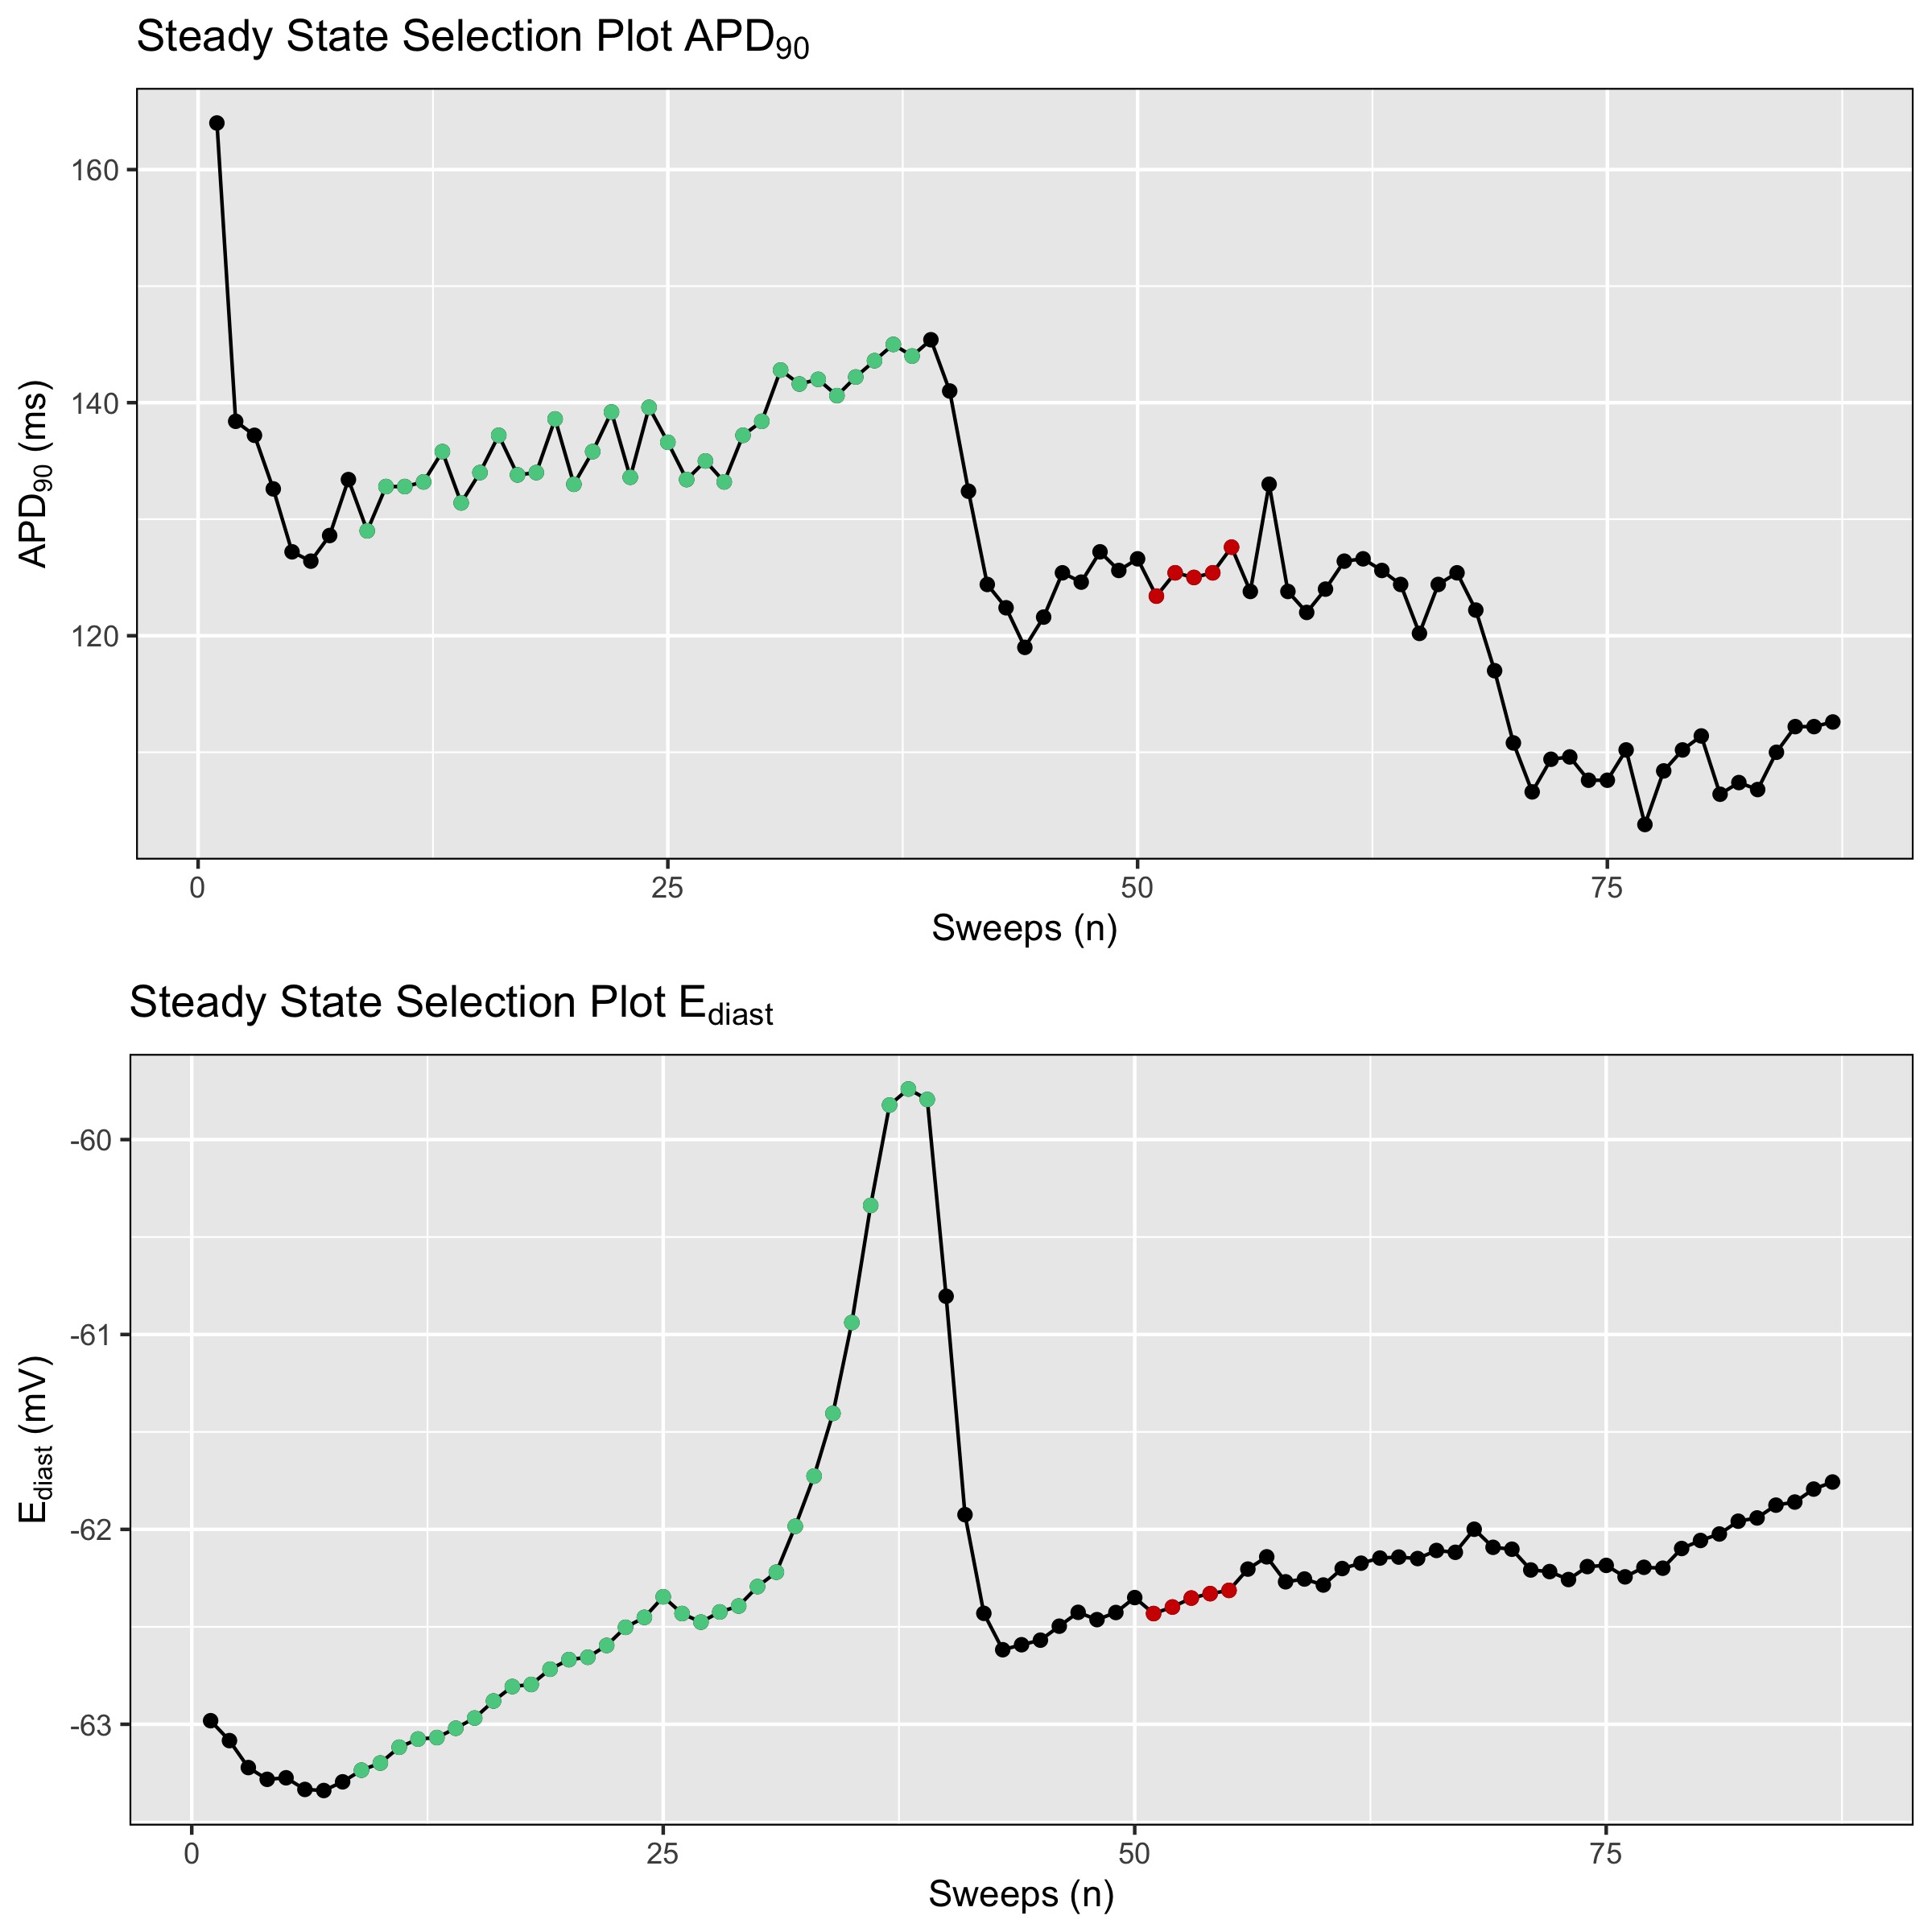 Steady State Selection Plot APD90
APD90 (ms)
160
140
120
0 25 50 75
Sweeps (n)
Steady State Selection Plot Ediast
Ediast (mV)
-60
-61
-62
-63
0 25 50 75
Sweeps (n)